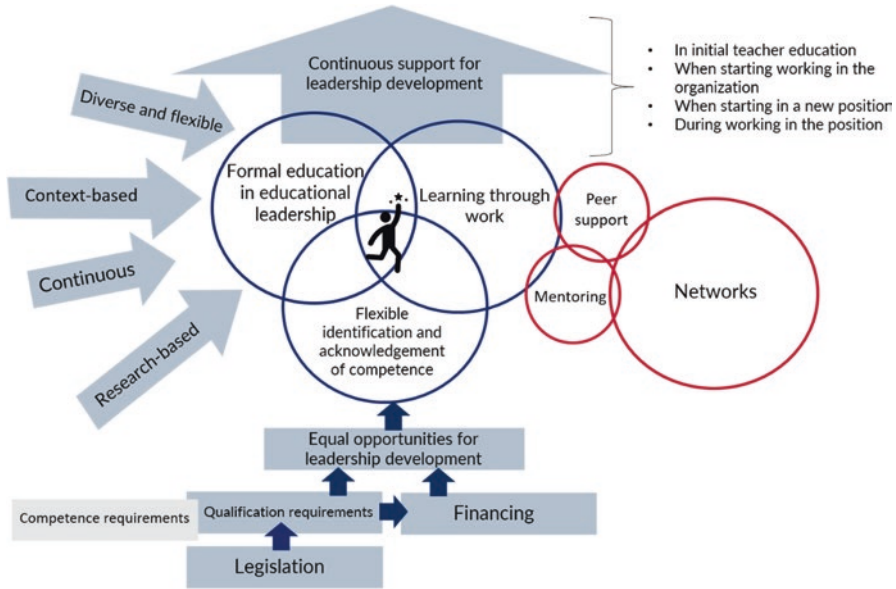 Continuous support for
leadership development
• In initial teacher education
• When starting working in the
organization
• When starting in a new position
• During working in the position
Diverse and flexible
Context-based
Continuous
Research-based
Formal education
in educational
leadership
Learning through
work
Flexible
identification and
acknowledgement
of competence
Peer
support
Mentoring
Networks
Equal opportunities for
leadership development
Competence requirements
Qualification requirements
Financing
Legislation